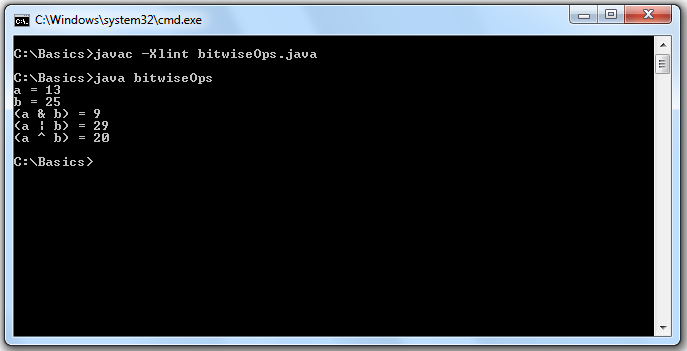 C:\Windows\system32\cmd.exe
C:\Basics>javac -Xlint bitwiseOps.java
C:\Basics>java bitwiseOps
a = 13
b = 25
(a & b) = 9
(a ¦ b) = 29
(a ^ b) = 20
C:\Basics>